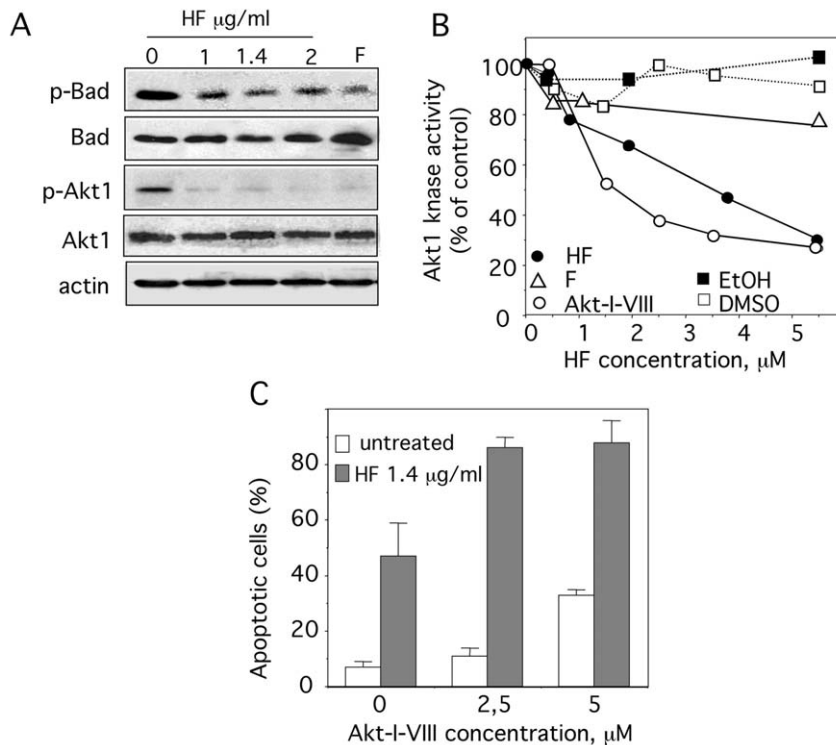 A
HF μg/ml
0 1 1.4 2 F
p-Bad
Bad
p-Akt1
Akt1
actin
B
Akt1 knase activity
(% of control)
100
80
60
40
20
0 1 2 3 4 5
HF concentration, μM
HF
F
Akt-I-VIII
EtOH
DMSO
C
Apoptotic cells (%)
80
60
40
20
0
untreated
HF 1.4 μg/ml
0 2,5 5
Akt-I-VIII concentration, μM